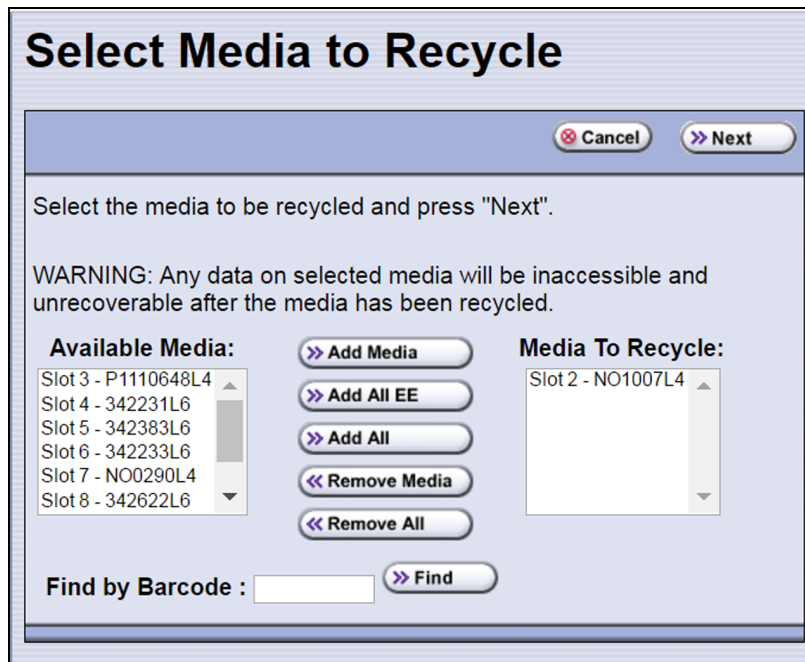 Select Media to Recycle
Cancel
Next
Select the media to be recycled and press "Next".
WARNING: Any data on selected media will be inaccessible and
unrecoverable after the media has been recycled.
Available Media:
Slot 3 - P1110648L4
Slot 4 - 342231L6
Slot 5 - 342383L6
Slot 6 - 342233L6
Slot 7 - NO0290L4
Slot 8 - 342622L6
Add Media
Add All EE
Add All
Remove Media
Remove All
Media To Recycle:
Slot 2 - NO1007L4
Find by Barcode :
Find